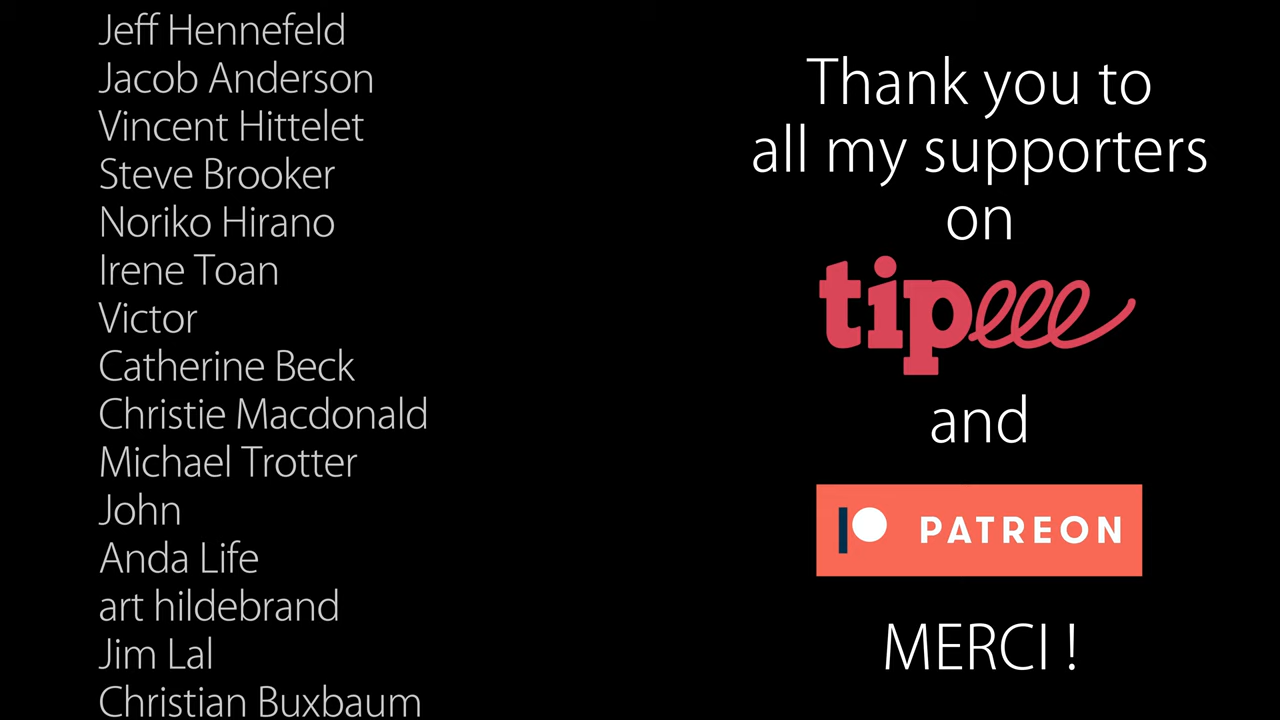 Jeff Hennefeld
Jacob Anderson
Vincent Hittelet
Steve Brooker
Noriko Hirano
Irene Toan
Victor
Catherine Beck
Christie Macdonald
Michael Trotter
John
Anda Life
art hildebrand
Jim Lal
Christian Buxbaum
Thank you to
all my supporters
on
tipeee
and
PATREON
MERCI !